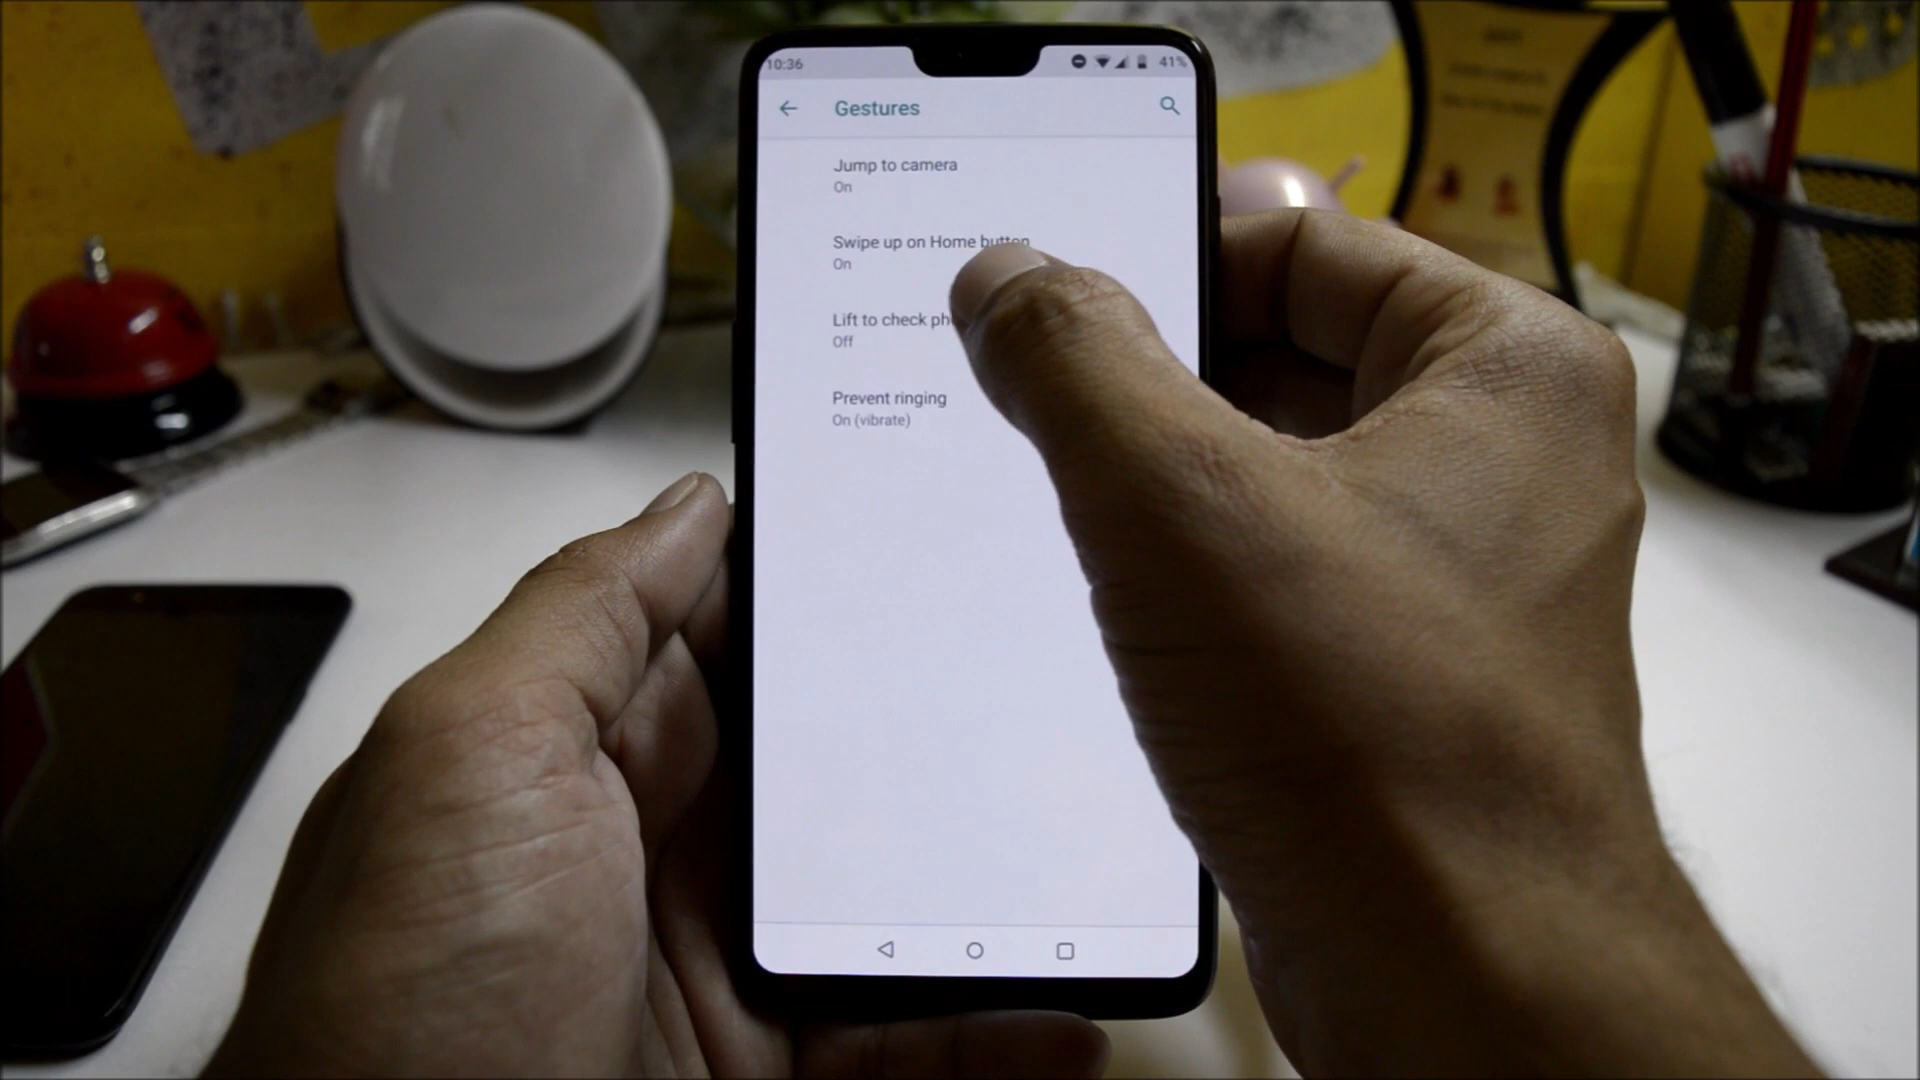 10:36
41%
Gestures
Jump to camera
On
Swipe up on Home button
On
Lift to check
Off
Prevent ringing
On (vibrate)